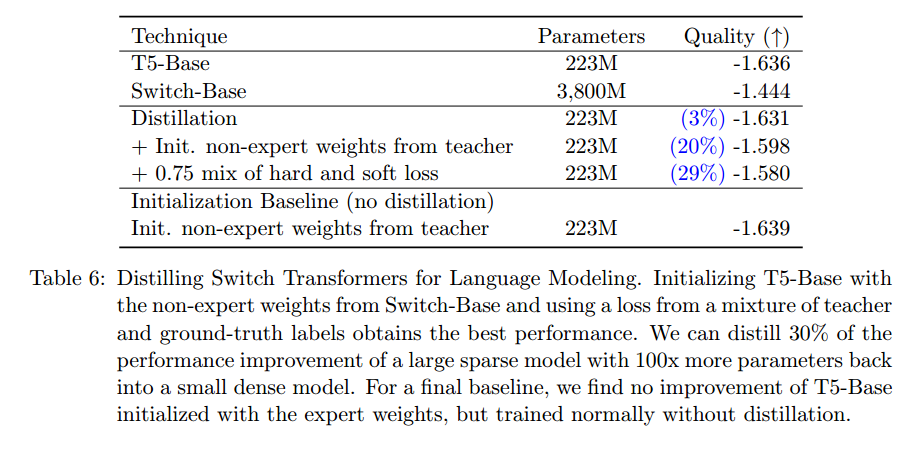 Technique Parameters Quality (↑)
T5-Base 223M -1.636
Switch-Base 3,800M -1.444
Distillation 223M (3%) -1.631
+ Init. non-expert weights from teacher 223M (20%) -1.598
+ 0.75 mix of hard and soft loss 223M (29%) -1.580
Initialization Baseline (no distillation)
Init. non-expert weights from teacher 223M -1.639
Table 6: Distilling Switch Transformers for Language Modeling. Initializing T5-Base with
the non-expert weights from Switch-Base and using a loss from a mixture of teacher
and ground-truth labels obtains the best performance. We can distill 30% of the
performance improvement of a large sparse model with 100x more parameters back
into a small dense model. For a final baseline, we find no improvement of T5-Base
initialized with the expert weights, but trained normally without distillation.